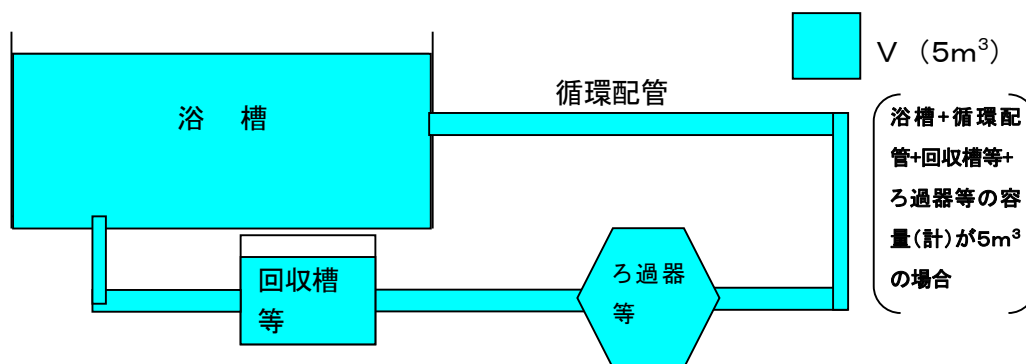 V （5m³）
循環配管
浴　槽
浴槽+循環配
管+回収槽等+
ろ過器等の容
量(計)が5m³
の場合
回収槽
等
ろ過器
等